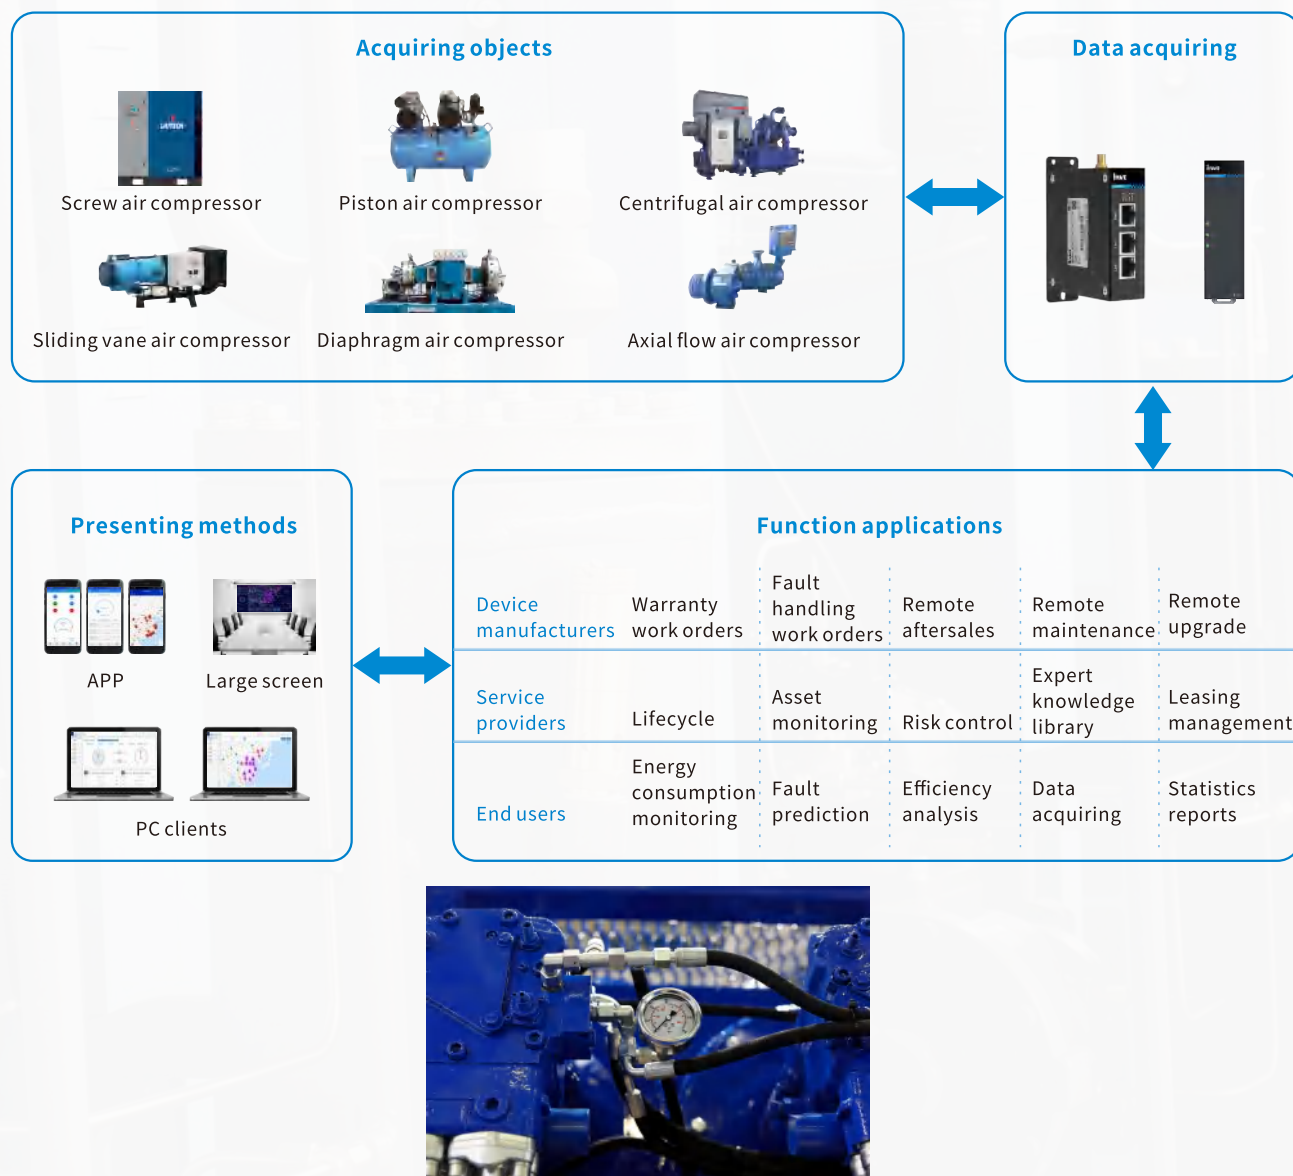 Acquiring objects
Screw air compressor
Piston air compressor
Centrifugal air compressor
Sliding vane air compressor
Diaphragm air compressor
Axial flow air compressor
Data acquiring
invt
invt
Presenting methods
APP
Large screen
PC clients
Function applications
Device
manufacturers
Warranty
work orders
Fault
handling
work orders
Remote
aftersales
Remote
maintenance
Remote
upgrade
Service
providers
Lifecycle
Asset
monitoring
Risk control
Expert
knowledge
library
Leasing
management
End users
Energy
consumption
monitoring
Fault
prediction
Efficiency
analysis
Data
acquiring
Statistics
reports